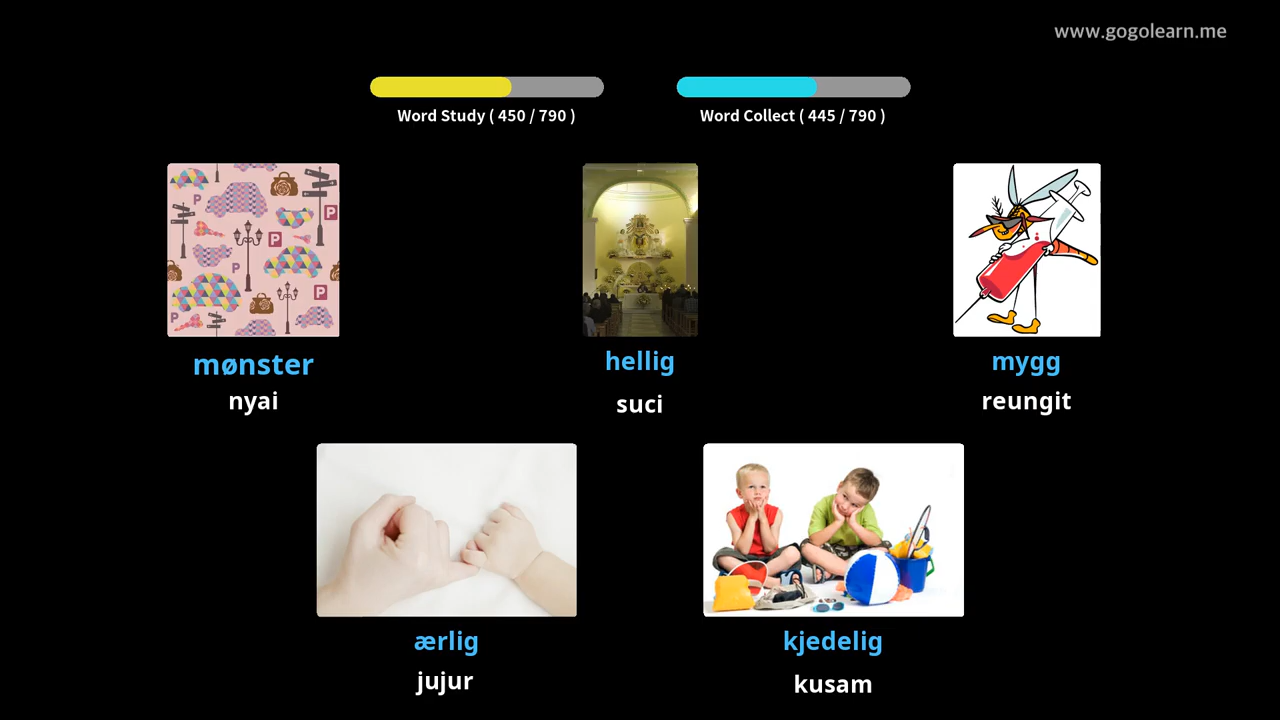 www.gogolearn.me
Word Study ( 450 / 790 )
Word Collect ( 445 / 790 )
P
P
P
P
P
P
mønster
nyai
hellig
suci
mygg
reungit
ærlig
jujur
kjedelig
kusam